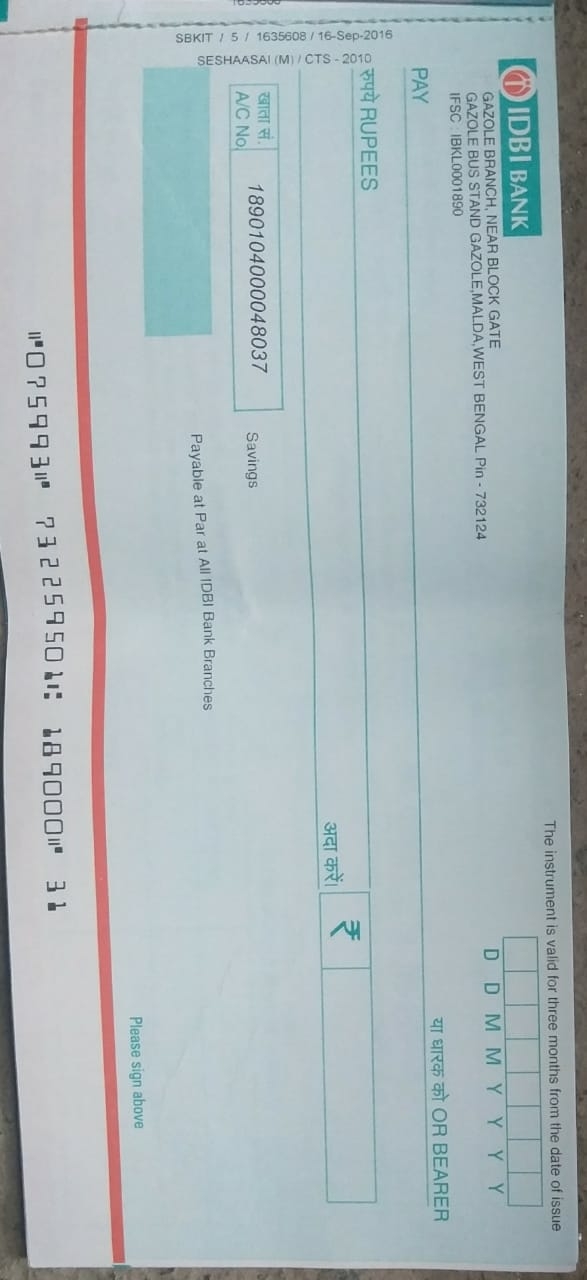 IDBI BANK
GAZOLE BRANCH, NEAR BLOCK GATE
GAZOLE BUS STAND GAZOLE,MALDA,WEST BENGAL Pin - 732124
IFSC : IBKL0001890
The instrument is valid for three months from the date of issue
D D M M Y Y Y Y
PAY
या धारक को OR BEARER
रुपये RUPEES
अदा करें।
₹
खाता सं.
A/C No.
1890104000048037
Savings
Payable at Par at All IDBI Bank Branches
Please sign above
SBKIT / 5 / 1635608 / 16-Sep-2016
SESHAASAI (M) / CTS - 2010
⑈075993⑈ 732259501⑆ 189000⑈ 31